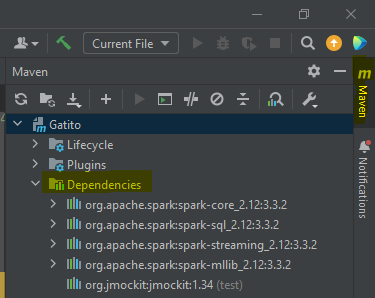 Current File
Maven
Gatito
Lifecycle
Plugins
Dependencies
org.apache.spark:spark-core_2.12:3.3.2
org.apache.spark:spark-sql_2.12:3.3.2
org.apache.spark:spark-streaming_2.12:3.3.2
org.apache.spark:spark-mllib_2.12:3.3.2
org.jmockit:jmockit:1.34 (test)
m
Maven
Notifications